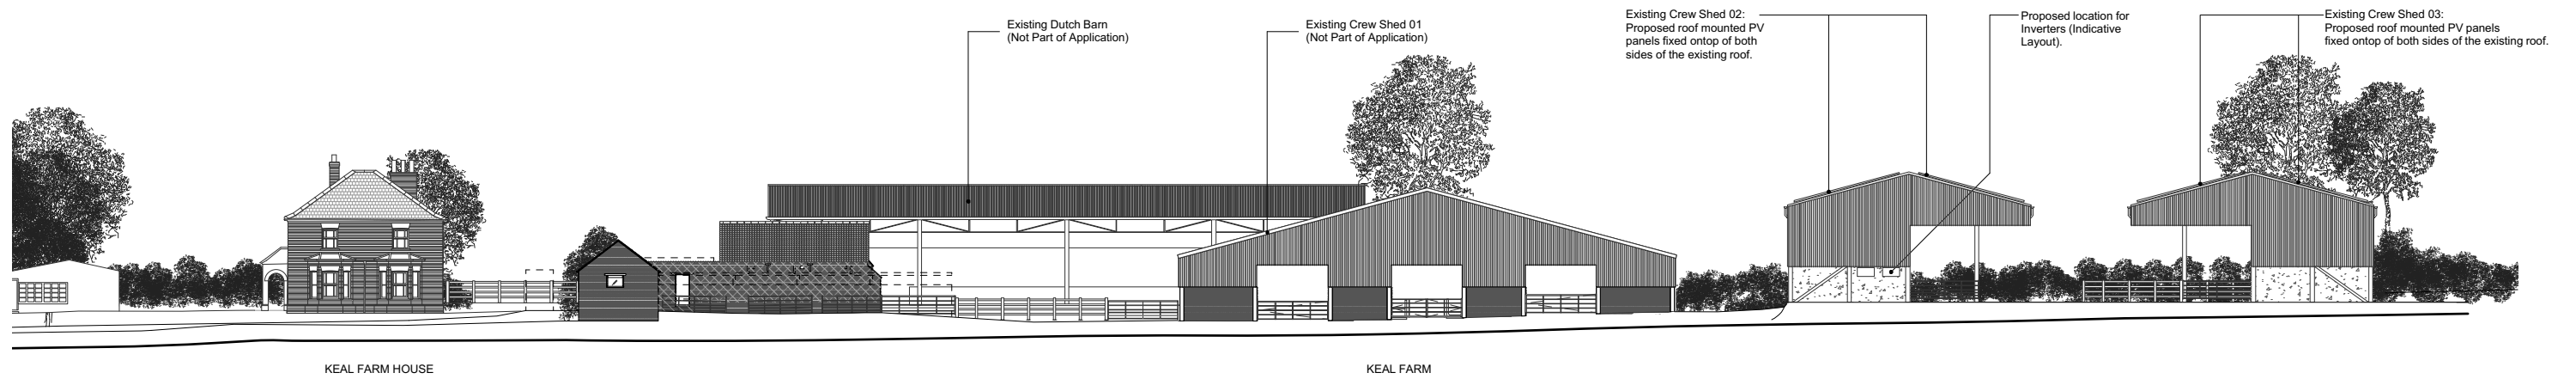 Existing Dutch Barn
(Not Part of Application)
Existing Crew Shed 01
(Not Part of Application)
Existing Crew Shed 02:
Proposed roof mounted PV
panels fixed ontop of both
sides of the existing roof.
Proposed location for
Inverters (Indicative
Layout).
Existing Crew Shed 03:
Proposed roof mounted PV panels
fixed ontop of both sides of the existing roof.
KEAL FARM HOUSE
KEAL FARM